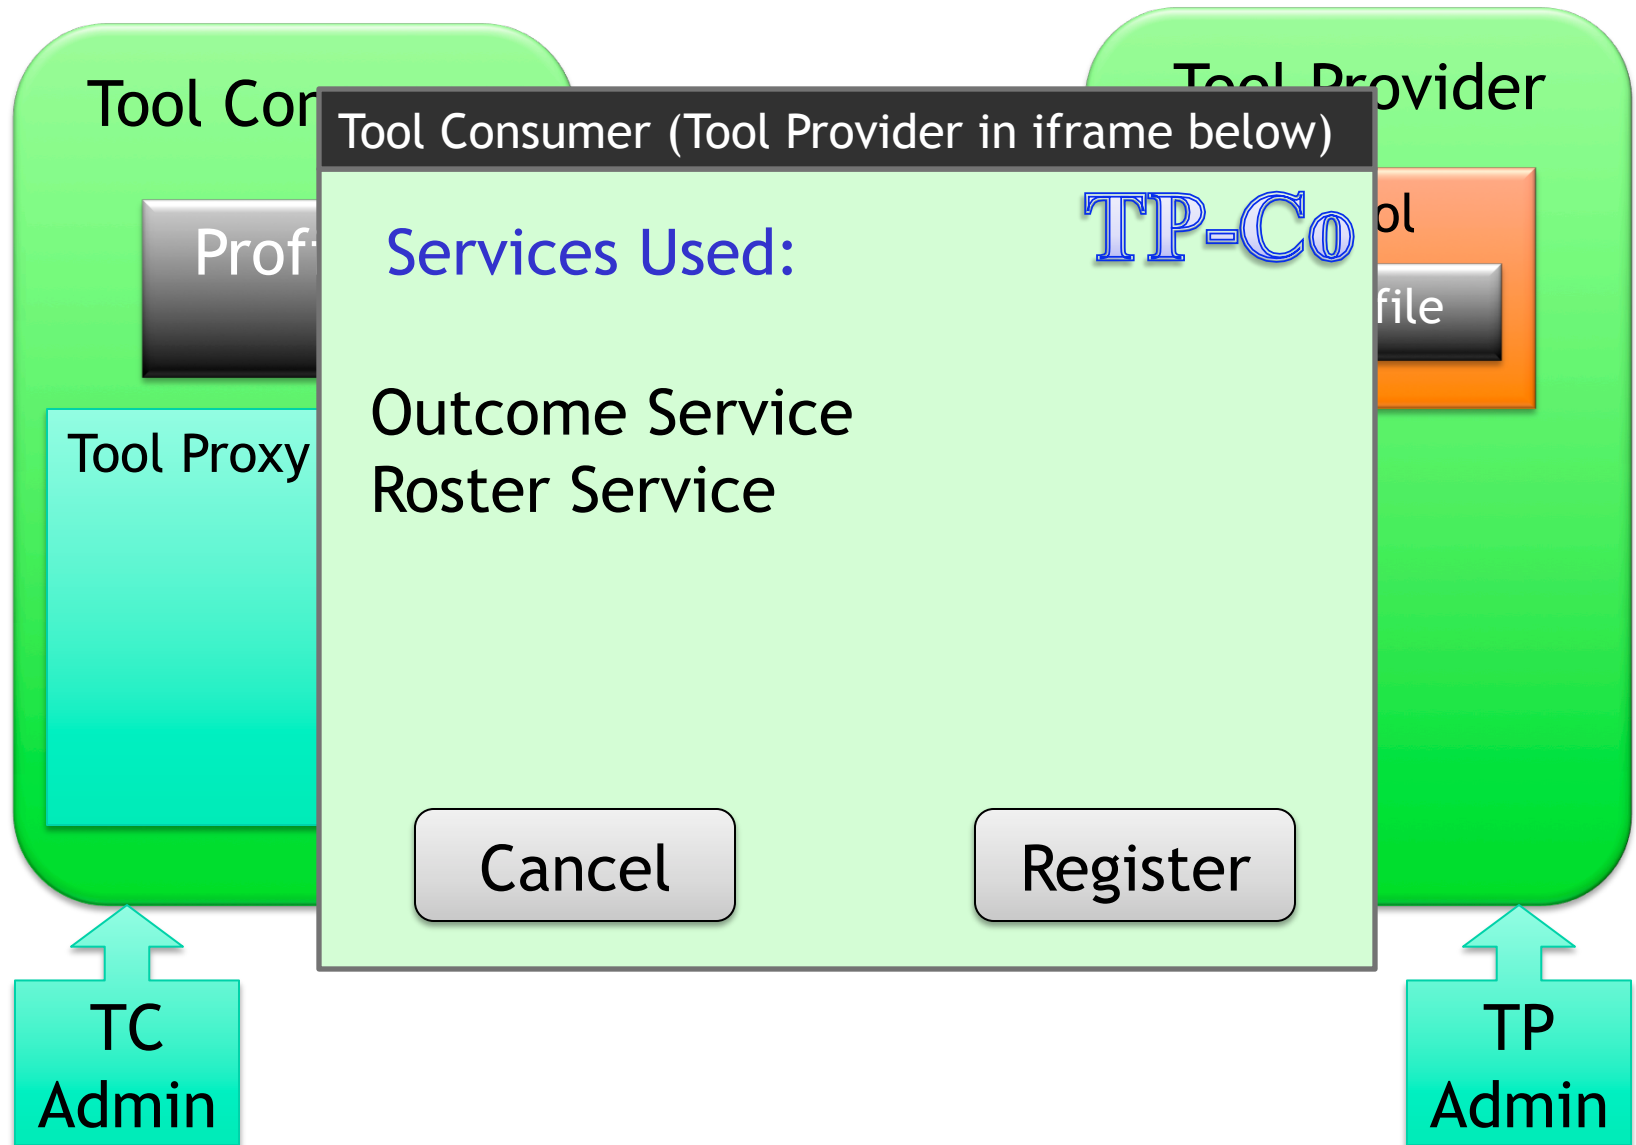 Tool Con
Tool Provider
Tool Consumer (Tool Provider in iframe below)
TP-Co
Services Used:
Prof
ol
file
Outcome Service
Roster Service
Tool Proxy
Cancel
Register
TC
Admin
TP
Admin